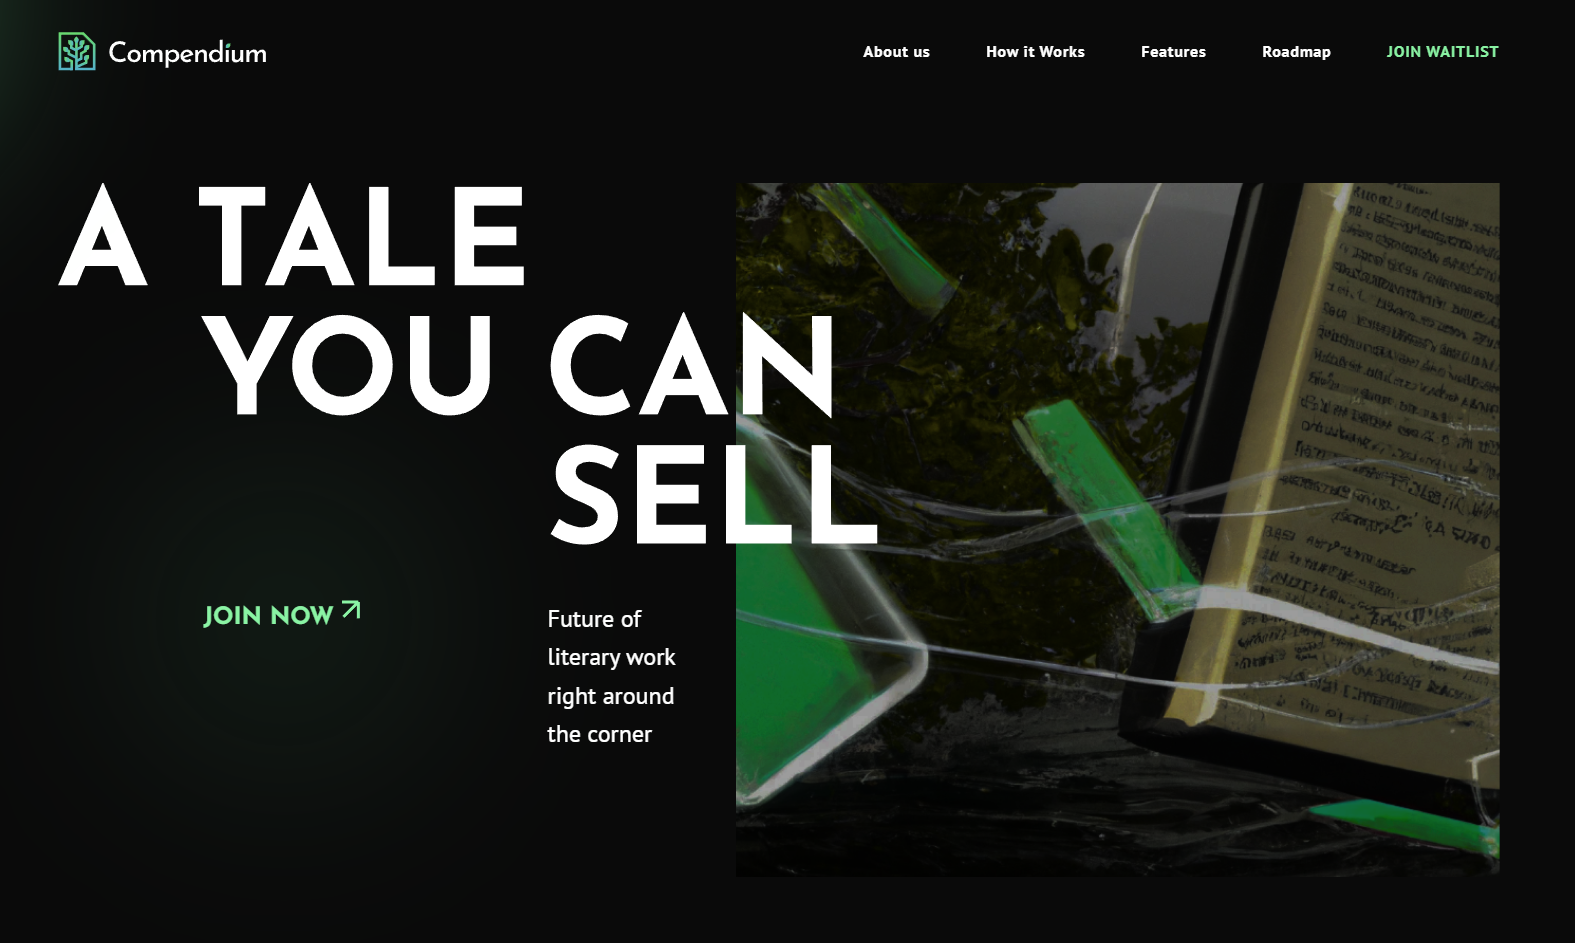 Compendium
About us
How it Works
Features
Roadmap
JOIN WAITLIST
A TALE
YOU CAN
SELL
JOIN NOW
Future of
literary work
right around
the corner